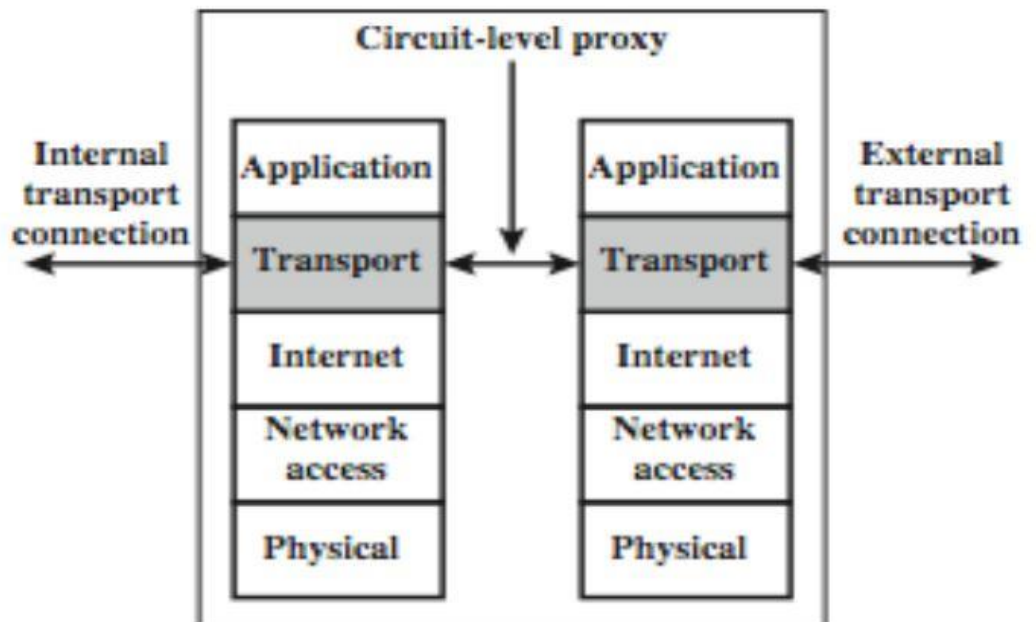 Circuit-level proxy
Internal
transport
connection
Application
Transport
Internet
Network
access
Physical
Application
Transport
Internet
Network
access
Physical
External
transport
connection